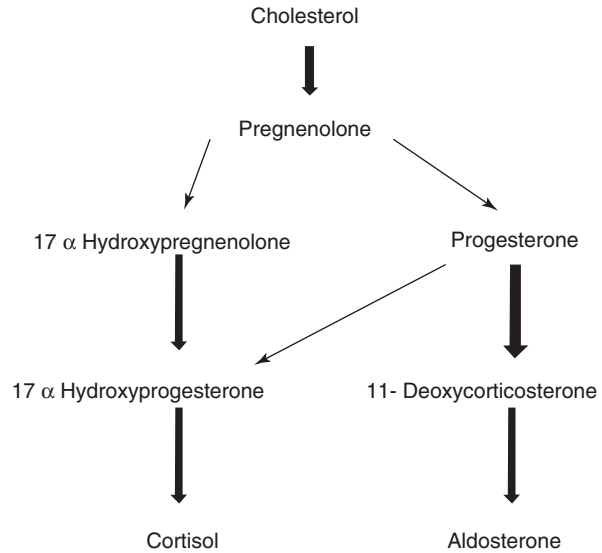 Cholesterol
Pregnenolone
17 α Hydroxypregnenolone
Progesterone
17 α Hydroxyprogesterone
11- Deoxycorticosterone
Cortisol
Aldosterone